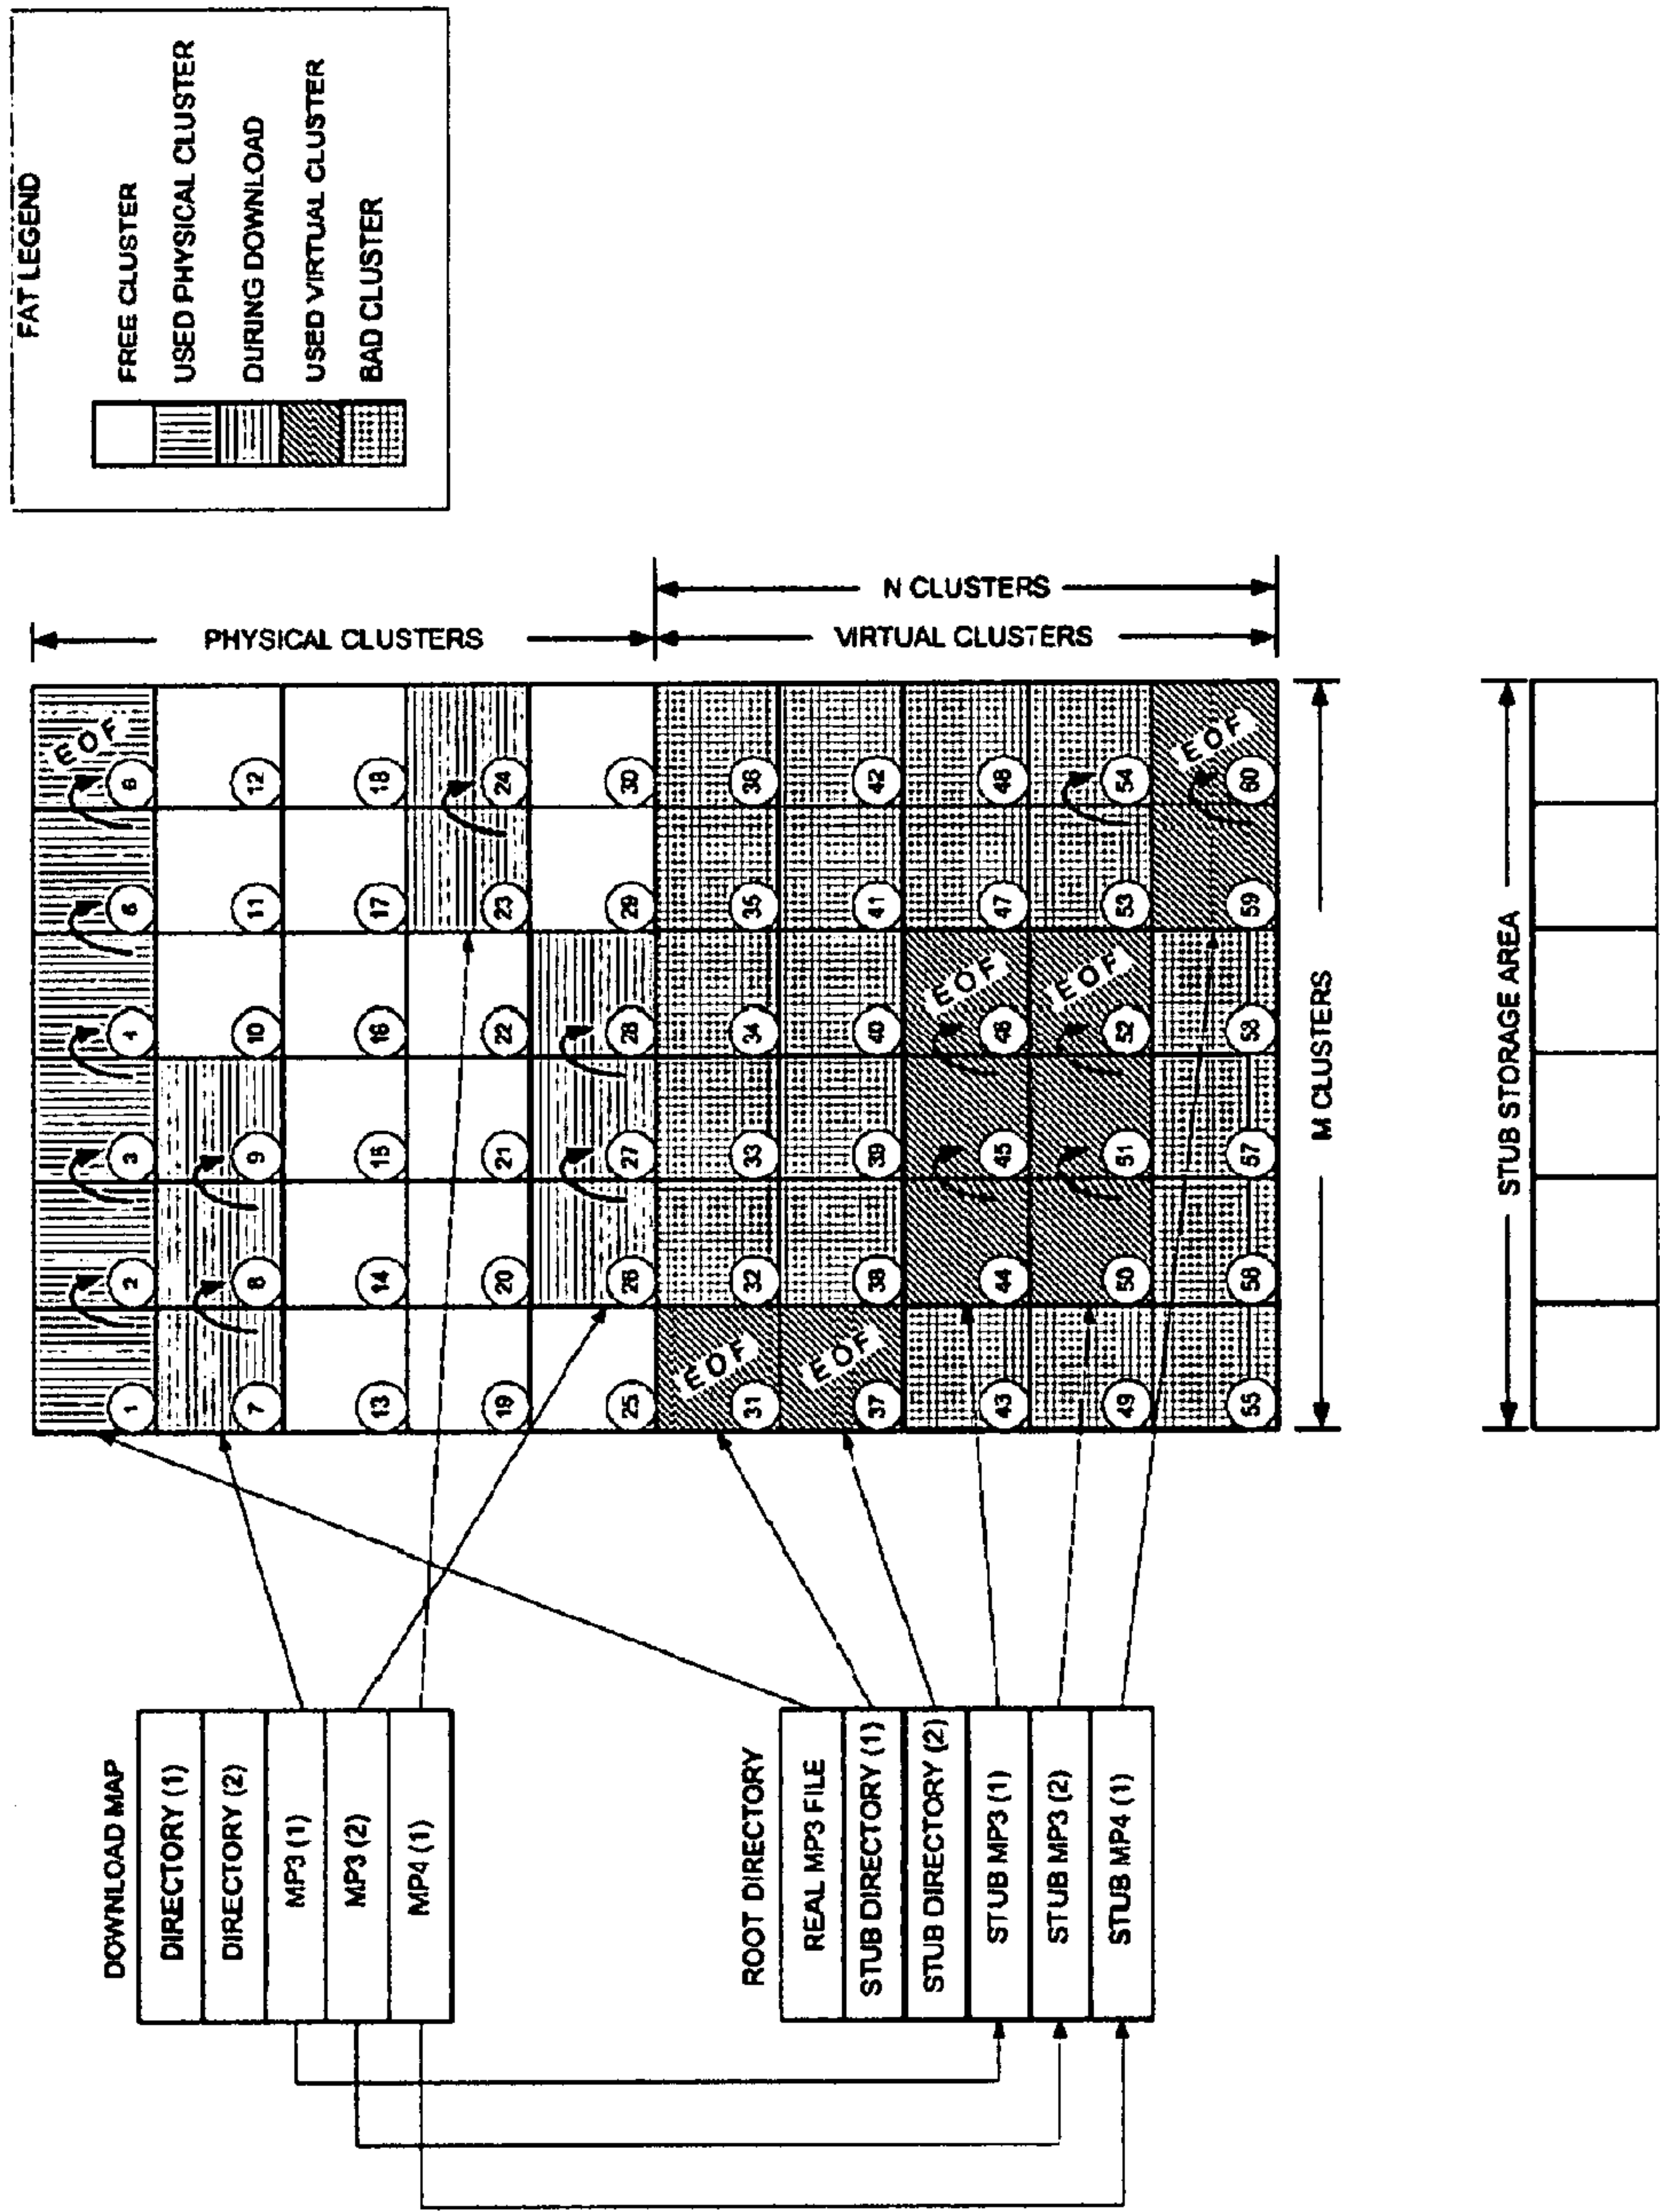 DOWNLOAD MAP
DIRECTORY (1)
DIRECTORY (2)
MP3 (1)
MP3 (2)
MP4 (1)
ROOT DIRECTORY
REAL MP3 FILE
STUB DIRECTORY (1)
STUB DIRECTORY (2)
STUB MP3 (1)
STUB MP3 (2)
STUB MP4 (1)
EOF
1 2 3 4 5 6
7 8 9 10 11 12
13 14 15 16 17 18
19 20 21 22 23 24
25 26 27 28 29 30
EOF
31 32 33 34 35 36
EOF
37 38 39 40 41 42
EOF
43 44 45 46 47 48
EOF
49 50 51 52 53 54
EOF
55 56 57 58 59 60
PHYSICAL CLUSTERS
VIRTUAL CLUSTERS
N CLUSTERS
M CLUSTERS
STUB STORAGE AREA
FAT LEGEND
FREE CLUSTER
USED PHYSICAL CLUSTER
DURING DOWNLOAD
USED VIRTUAL CLUSTER
BAD CLUSTER